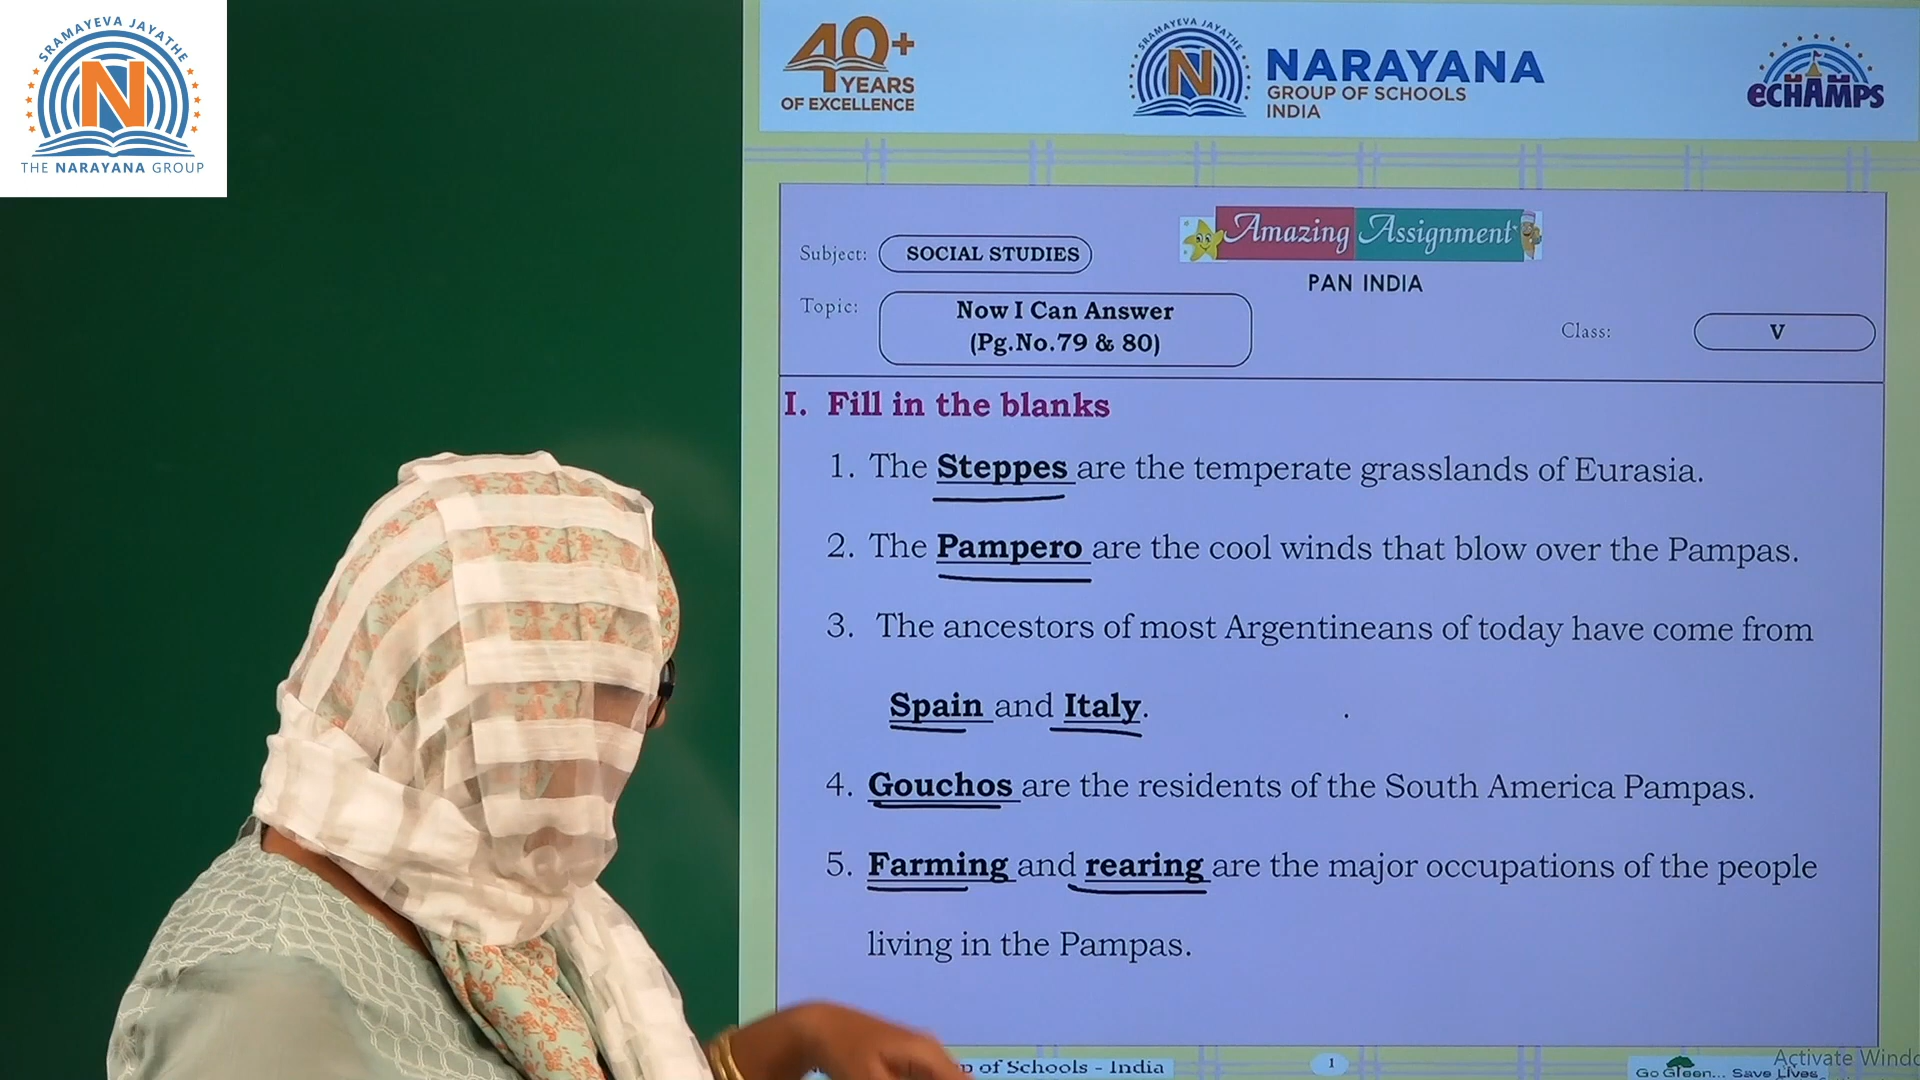 SRAMAYEVA JAYATHE
N
THE NARAYANA GROUP
40+
YEARS
OF EXCELLENCE
SRAMAYEVA JAYATHE
N
NARAYANA
GROUP OF SCHOOLS
INDIA
eCHAMPS
Amazing Assignment
PAN INDIA
Subject: SOCIAL STUDIES
Topic: Now I Can Answer
(Pg.No.79 & 80)
Class: V
I. Fill in the blanks
1. The Steppes are the temperate grasslands of Eurasia.
2. The Pampero are the cool winds that blow over the Pampas.
3. The ancestors of most Argentineans of today have come from
Spain and Italy.
4. Gouchos are the residents of the South America Pampas.
5. Farming and rearing are the major occupations of the people
living in the Pampas.
of Schools - India
1
Go Green... Save Lives
Activate